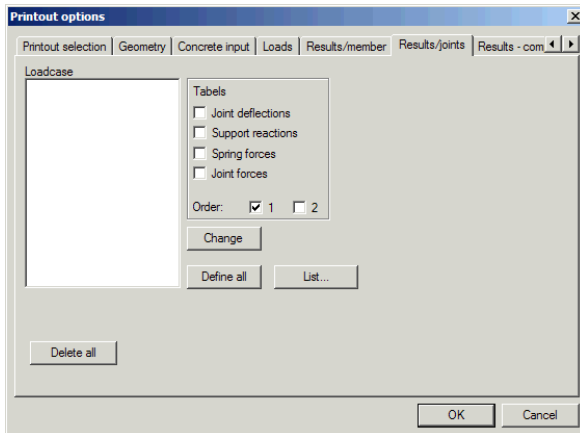 Printout options
Printout selection Geometry Concrete input Loads Results/member Results/joints Results - com
Loadcase
Tabels
Joint deflections
Support reactions
Spring forces
Joint forces
Order: 1 2
Change
Define all List...
Delete all
OK Cancel